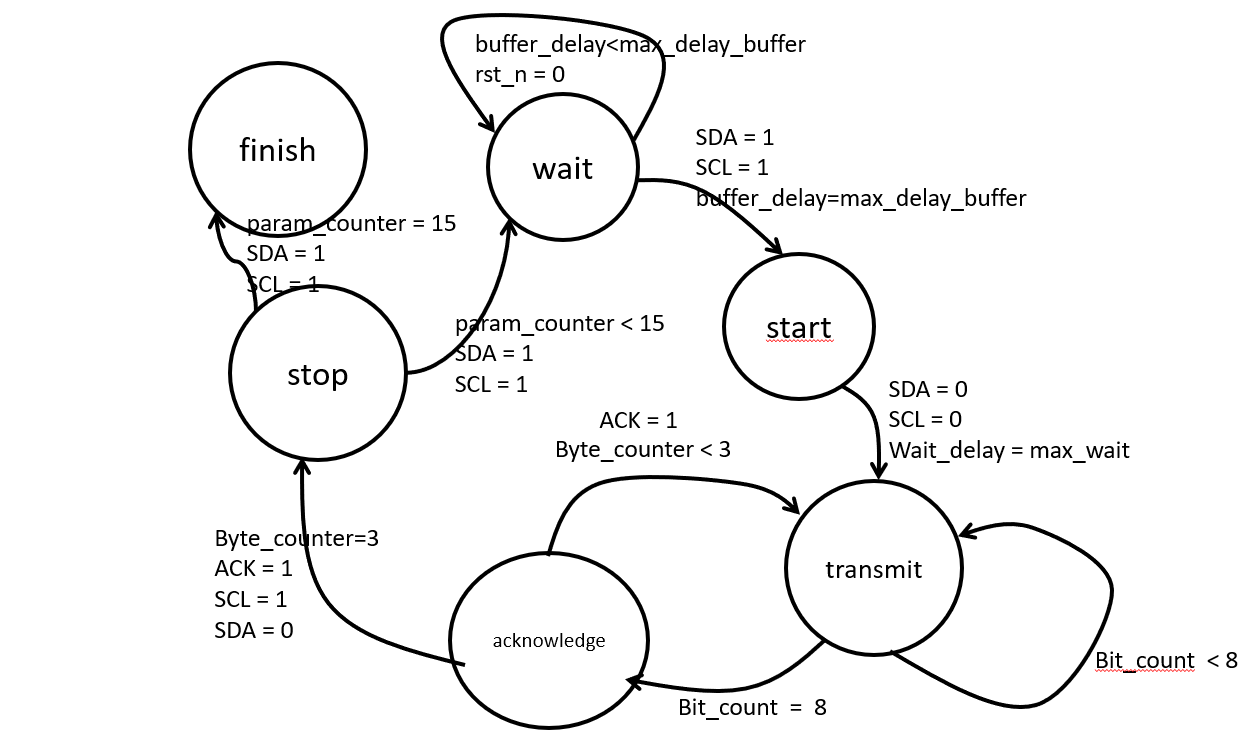 buffer_delay<max_delay_buffer
rst_n = 0
finish
wait
SDA = 1
SCL = 1
buffer_delay=max_delay_buffer
param_counter = 15
SDA = 1
SCL = 1
start
param_counter < 15
SDA = 1
SCL = 1
stop
SDA = 0
SCL = 0
Wait_delay = max_wait
ACK = 1
Byte_counter < 3
Byte_counter=3
ACK = 1
SCL = 1
SDA = 0
transmit
acknowledge
Bit_count < 8
Bit_count = 8